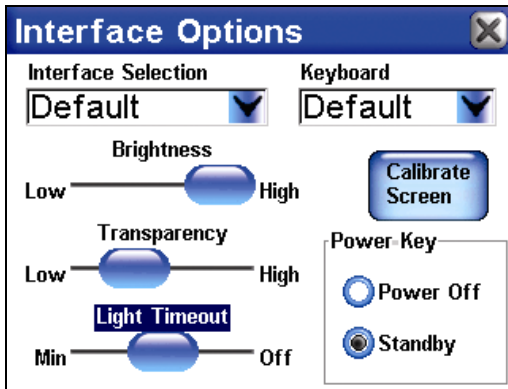 Interface Options
Interface Selection
Keyboard
Default
Default
Brightness
Low
High
Calibrate
Screen
Transparency
Low
High
Power Key
Power Off
Light Timeout
Standby
Min
Off